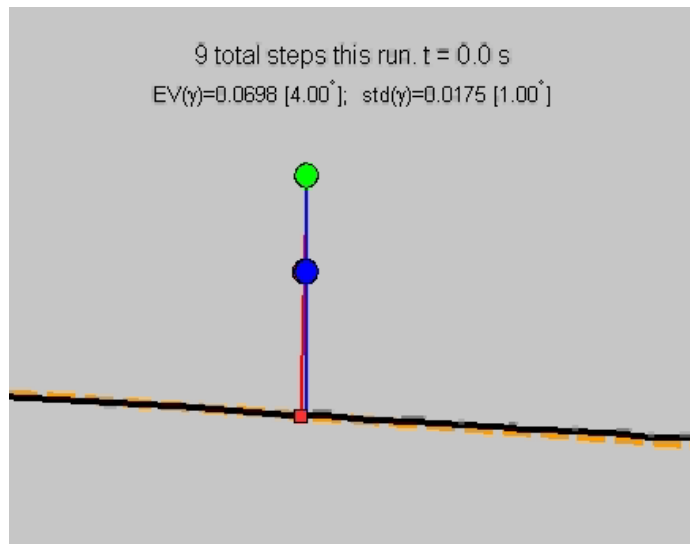 9 total steps this run. t = 0.0 s
EV(γ)=0.0698 [4.00°]; std(γ)=0.0175 [1.00°]